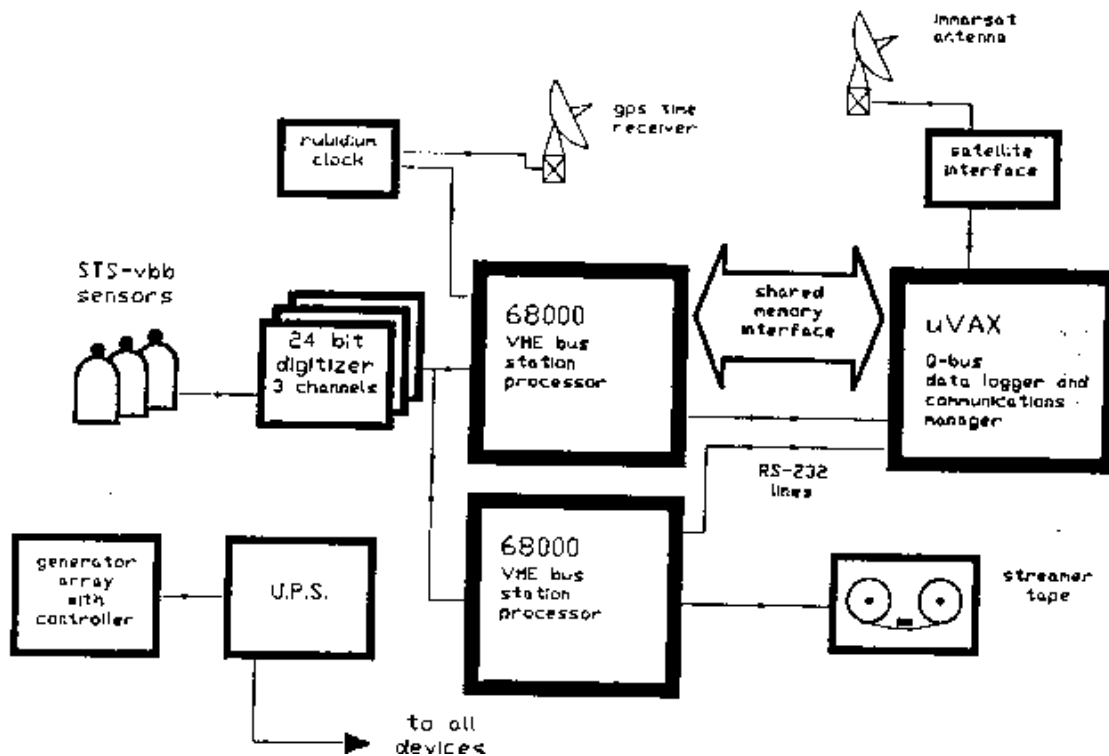 Immarsat
antenna
gps time
receiver
rubidium
clock
satellite
interface
STS-vbb
sensors
24 bit
digitizer
3 channels
68000
VME bus
station
processor
shared
memory
interface
uVAX
Q-bus
data logger and
communications
manager
RS-232
lines
68000
VME bus
station
processor
generator
array
with
controller
U.P.S.
streamer
tape
to all
devices